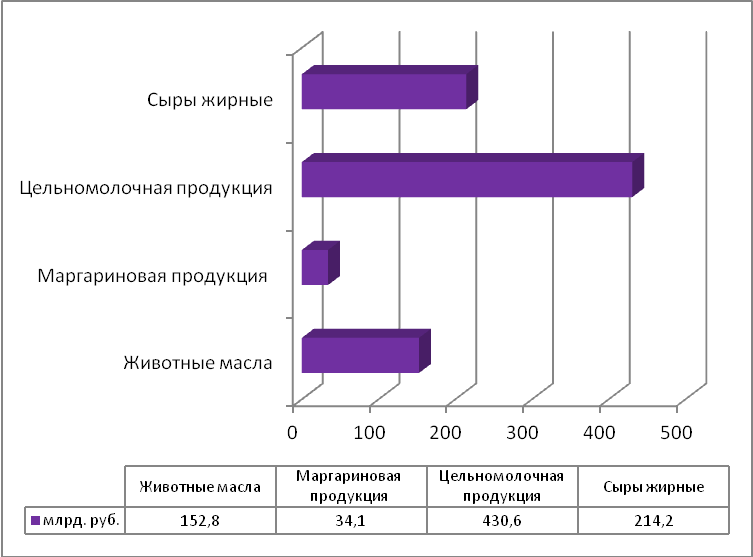 Сыры жирные
Цельномолочная продукция
Маргариновая продукция
Животные масла
0 100 200 300 400 500
Животные масла Маргариновая продукция Цельномолочная продукция Сыры жирные
млрд. руб. 152,8 34,1 430,6 214,2